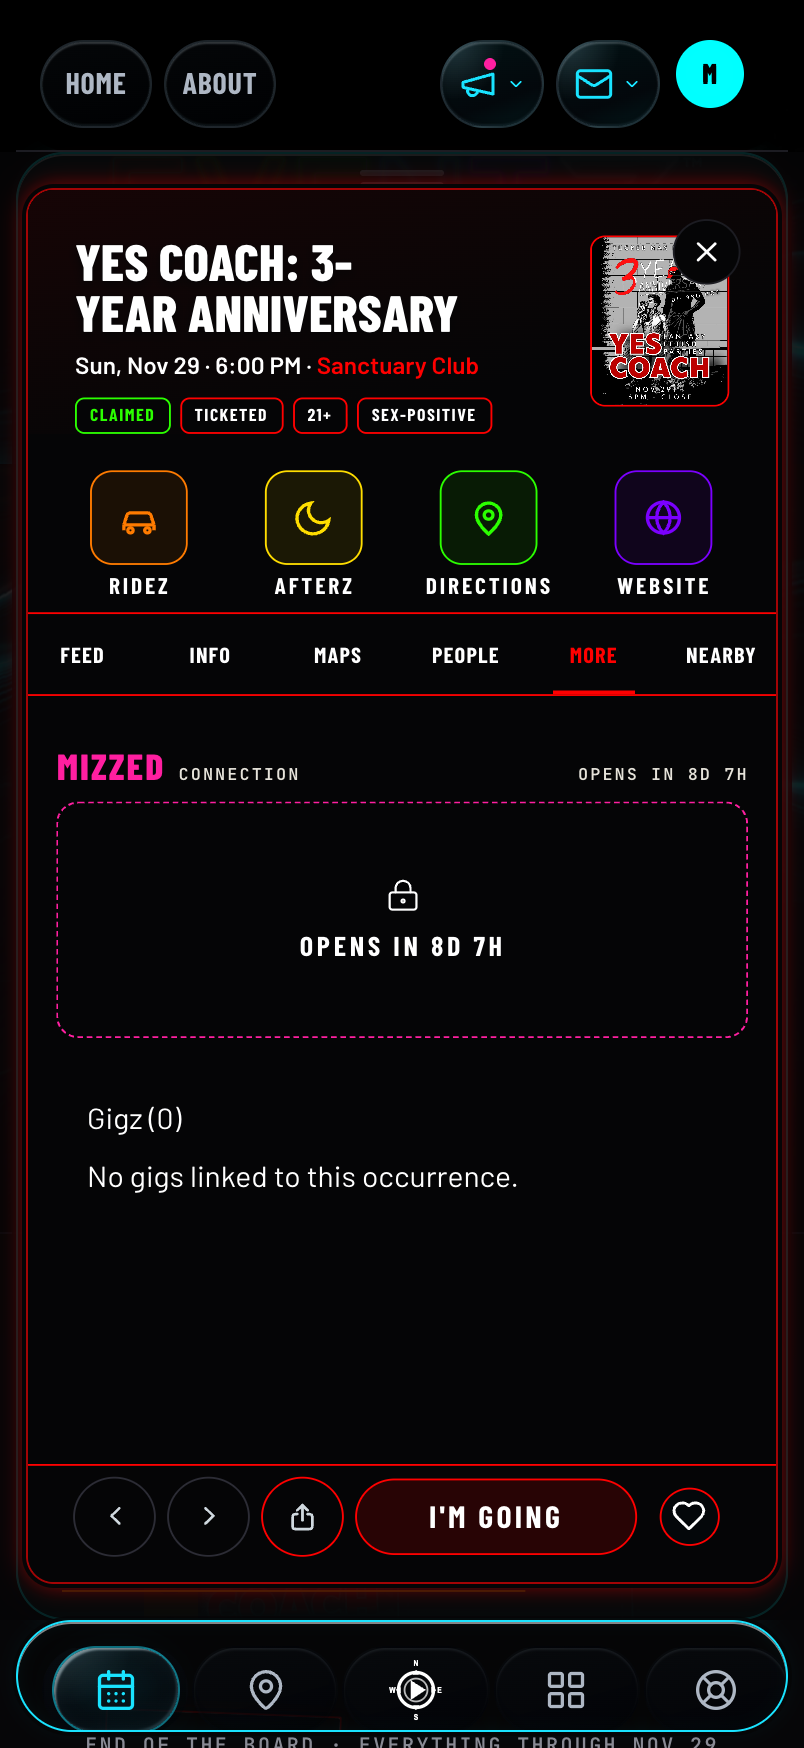 HOME
ABOUT
M
YES COACH: 3-
YEAR ANNIVERSARY
Sun, Nov 29 · 6:00 PM · Sanctuary Club
CLAIMED
TICKETED
21+
SEX-POSITIVE
3
YES
COACH
RIDEZ
AFTERZ
DIRECTIONS
WEBSITE
FEED
INFO
MAPS
PEOPLE
MORE
NEARBY
MIZZED CONNECTION
OPENS IN 8D 7H
OPENS IN 8D 7H
Gigz (0)
No gigs linked to this occurrence.
I'M GOING
N
W
E
S
END OF THE BOARD · EVERYTHING THROUGH NOV 29